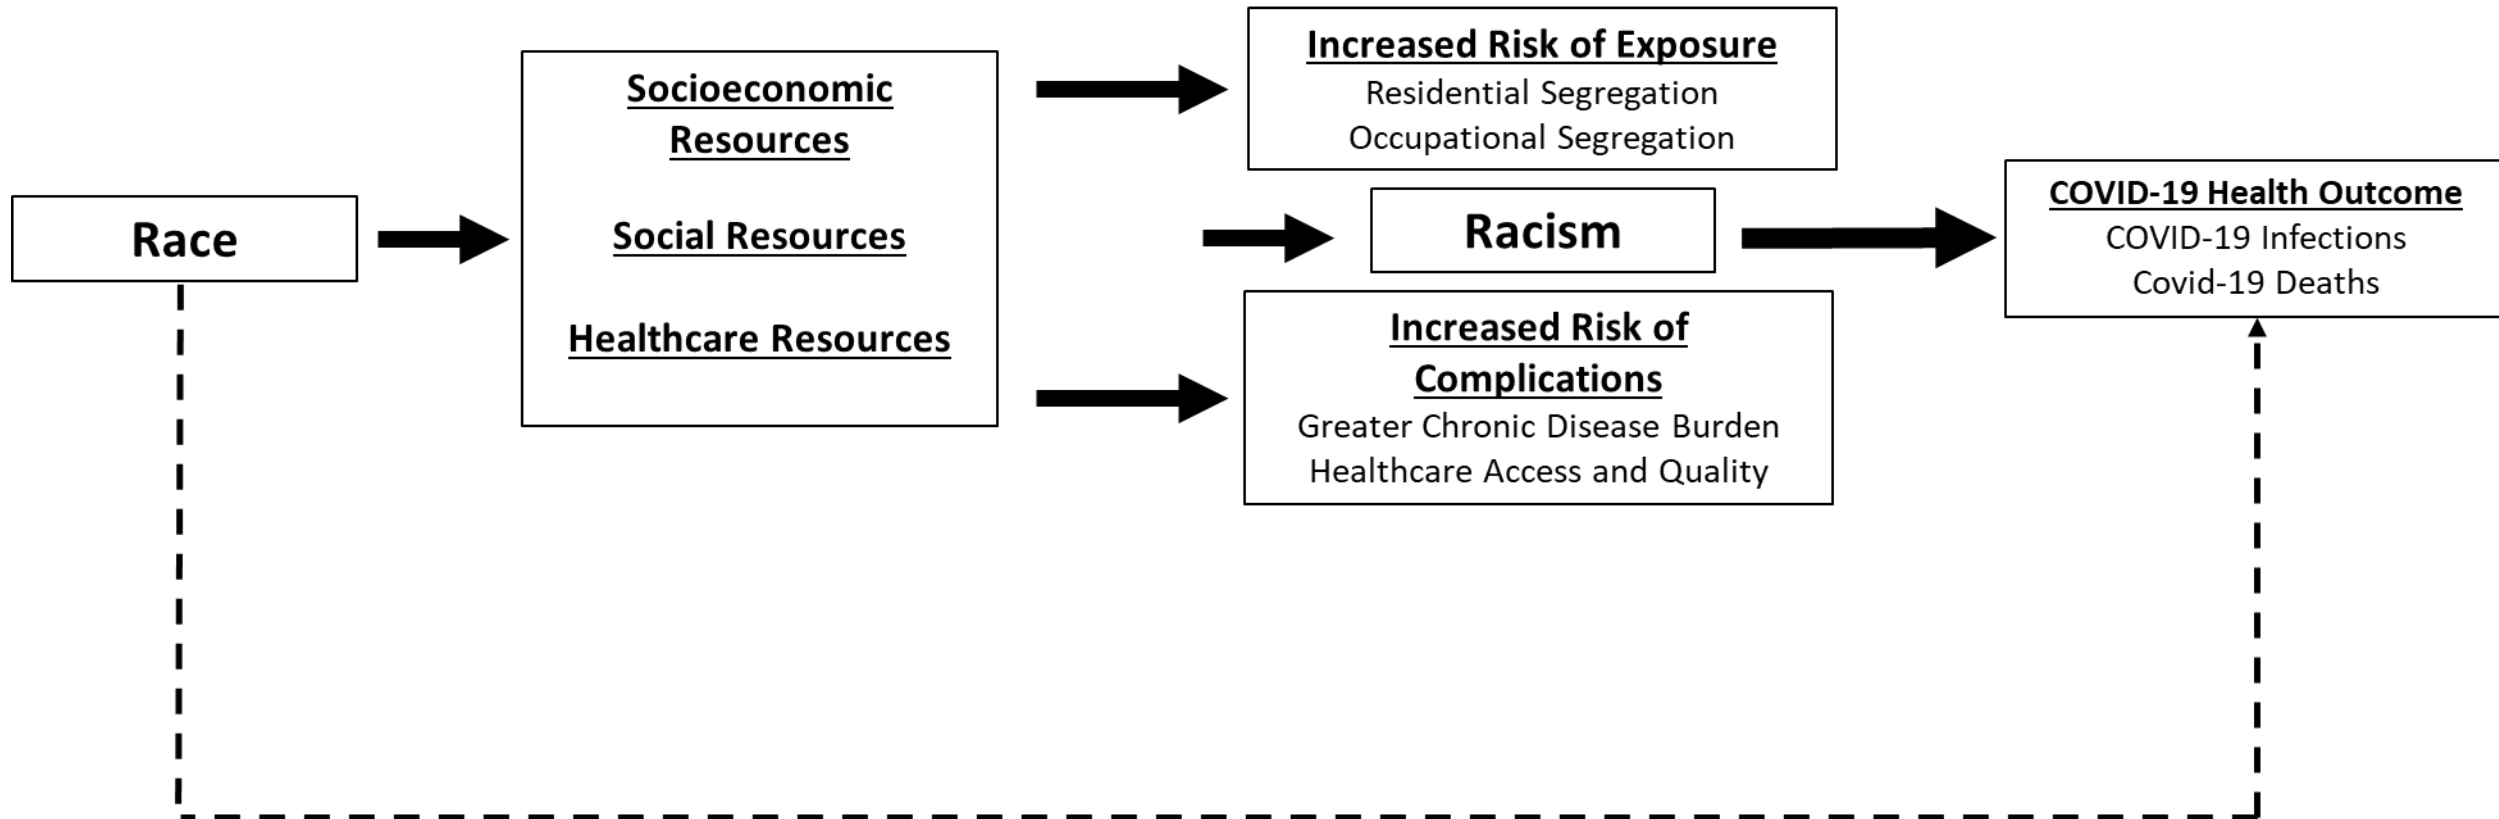 Race
Socioeconomic
Resources
Social Resources
Healthcare Resources
Increased Risk of Exposure
Residential Segregation
Occupational Segregation
Racism
Increased Risk of
Complications
Greater Chronic Disease Burden
Healthcare Access and Quality
COVID-19 Health Outcome
COVID-19 Infections
Covid-19 Deaths